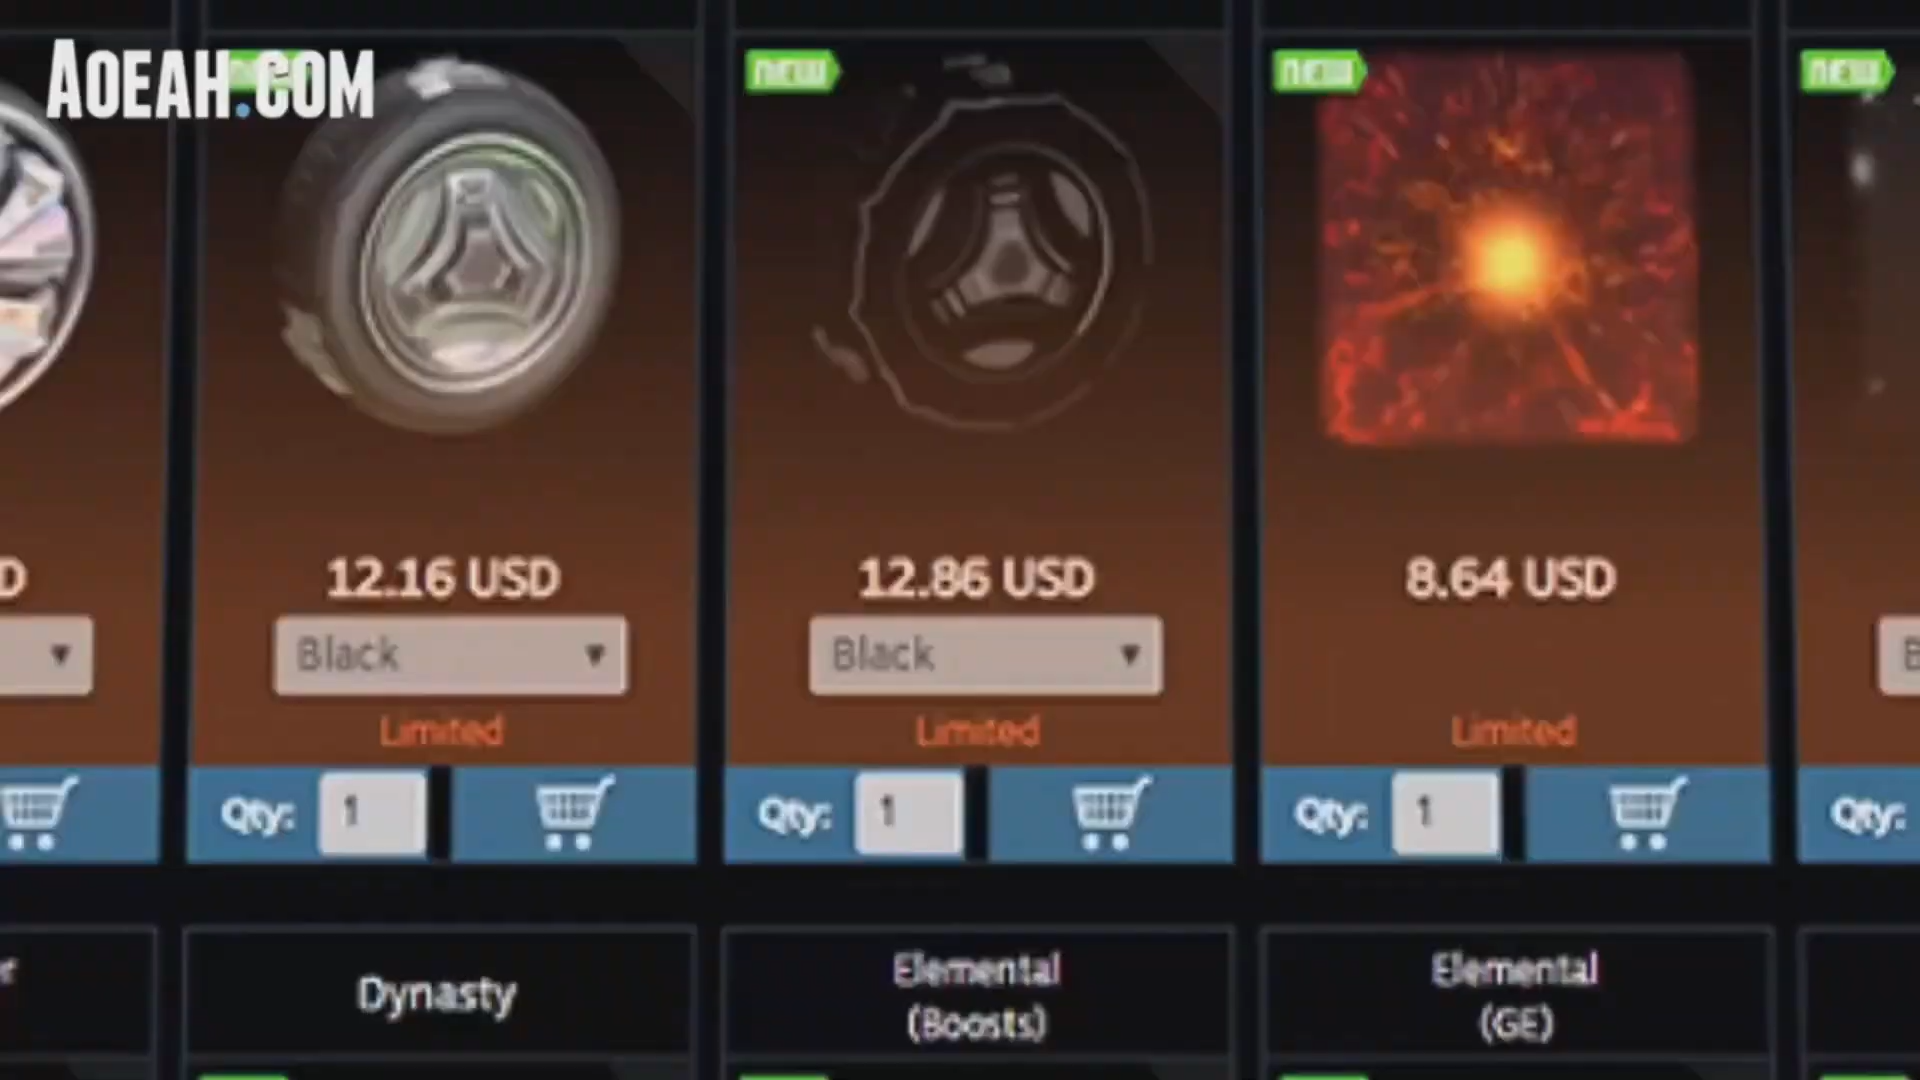 AOEAH.COM
NEW
NEW
NEW
D
12.16 USD
12.86 USD
8.64 USD
Black
Black
Limited
Limited
Limited
Qty: 1
Qty: 1
Qty: 1
Qty:
r
Dynasty
Elemental
(Boosts)
Elemental
(GE)